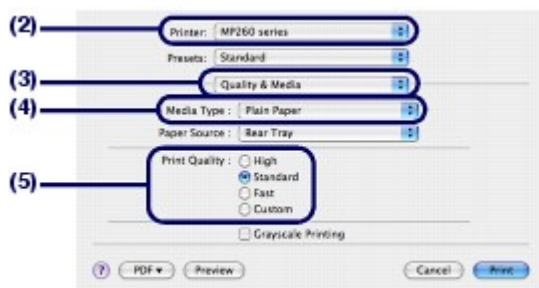 (2) Printer: MP260 series
Presets: Standard
(3) Quality & Media
(4) Media Type : Plain Paper
Paper Source : Rear Tray
(5) Print Quality : High
Standard
Fast
Custom
Grayscale Printing
? PDF ▾ Preview Cancel Print